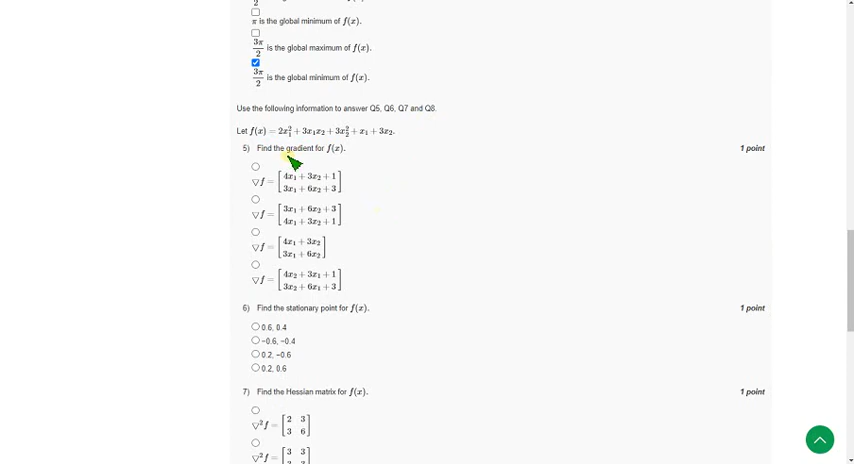 2
π is the global minimum of f(x).
3π/2 is the global maximum of f(x).
3π/2 is the global minimum of f(x).
Use the following information to answer Q5, Q6, Q7 and Q8.
Let f(x) = 2x₁² + 3x₁x₂ + 3x₂² + x₁ + 3x₂.
5) Find the gradient for f(x). 1 point
▽f = [4x₁ + 3x₂ + 1
3x₁ + 6x₂ + 3]
▽f = [3x₁ + 6x₂ + 3
4x₁ + 3x₂ + 1]
▽f = [4x₁ + 3x₂
3x₁ + 6x₂]
▽f = [4x₂ + 3x₁ + 1
3x₂ + 6x₁ + 3]
6) Find the stationary point for f(x). 1 point
0.6, 0.4
−0.6, −0.4
0.2, −0.6
0.2, 0.6
7) Find the Hessian matrix for f(x). 1 point
▽²f = [2 3
3 6]
▽²f = [3 3